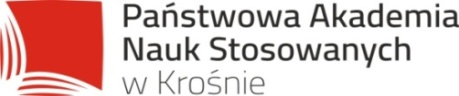 Państwowa Akademia
Nauk Stosowanych
w Krośnie